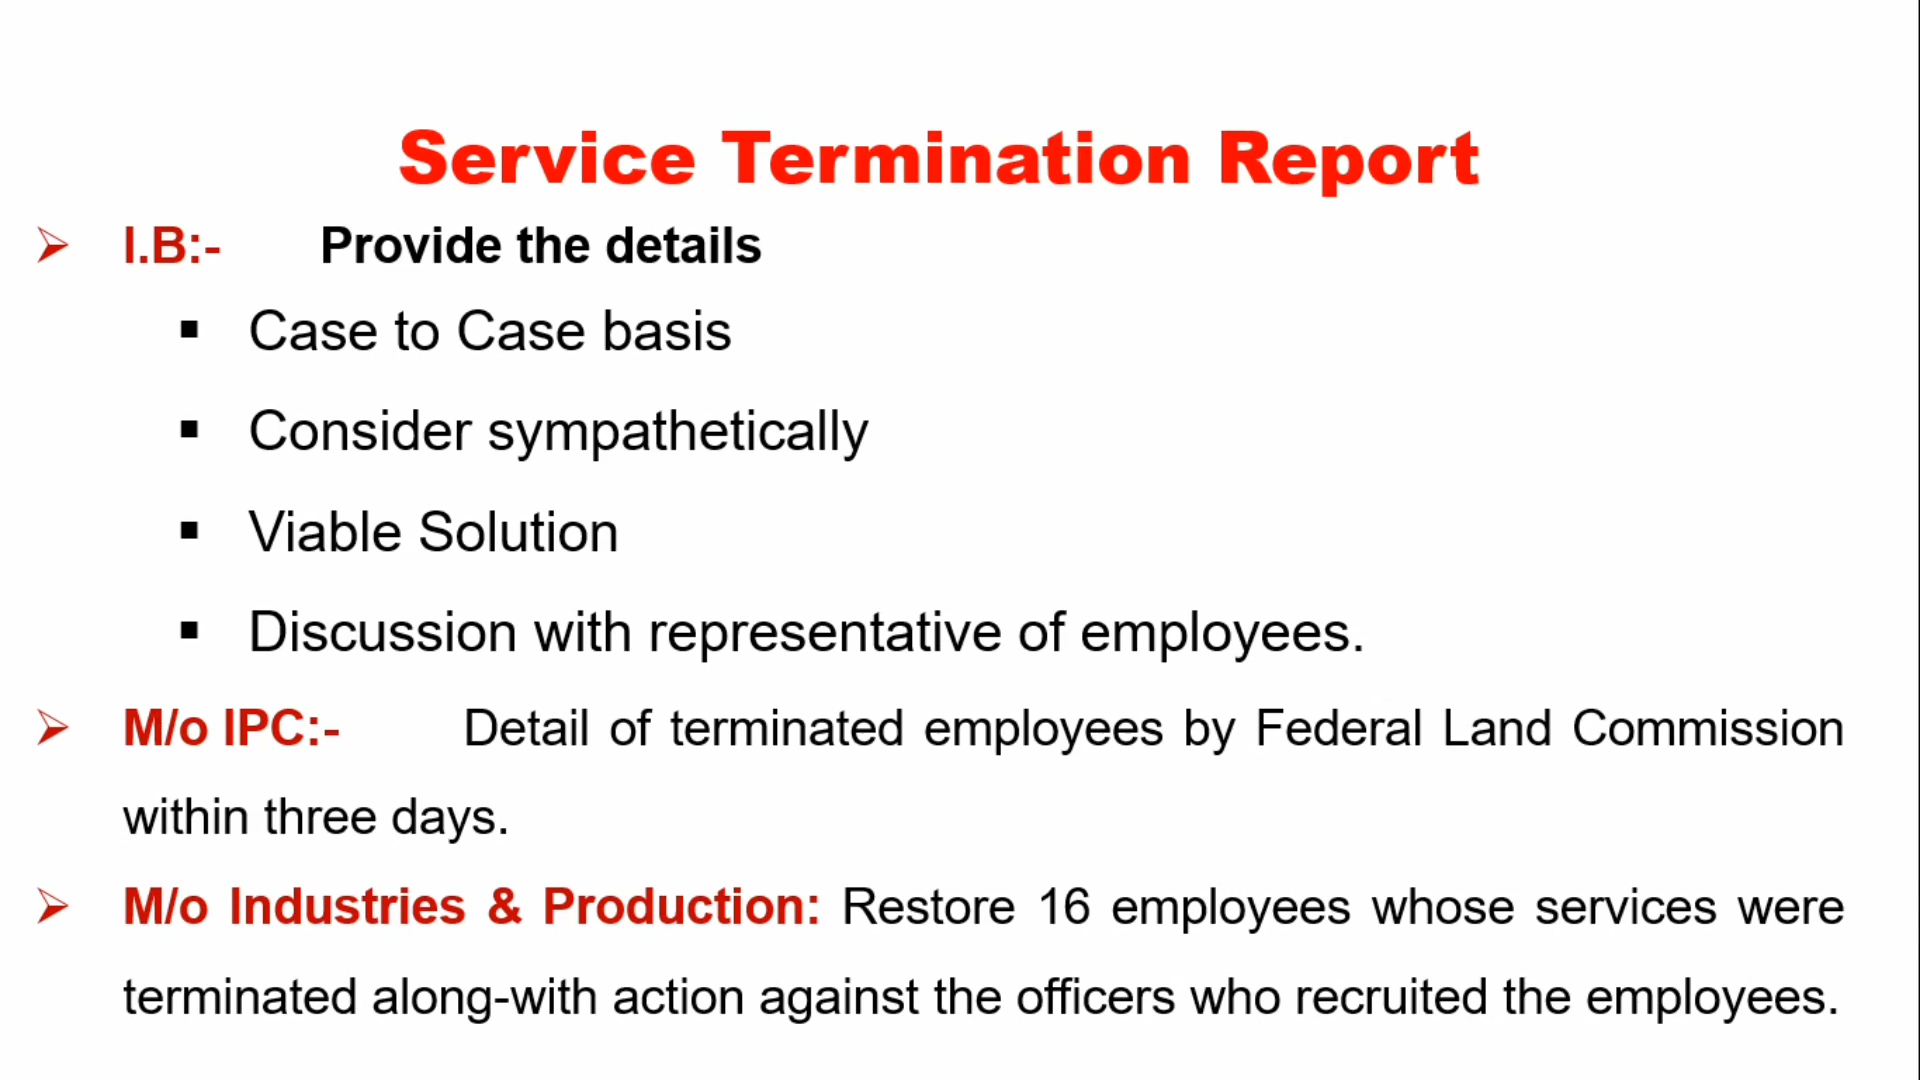 Service Termination Report
I.B:- Provide the details
Case to Case basis
Consider sympathetically
Viable Solution
Discussion with representative of employees.
M/o IPC:- Detail of terminated employees by Federal Land Commission
within three days.
M/o Industries & Production: Restore 16 employees whose services were
terminated along-with action against the officers who recruited the employees.